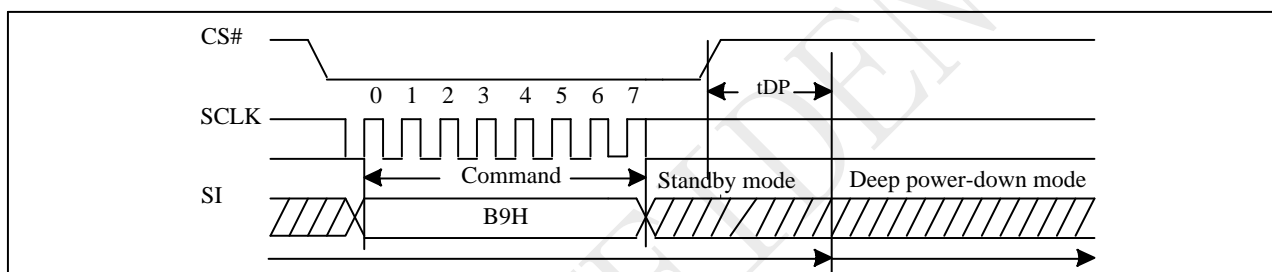 CS#
tDP
0 1 2 3 4 5 6 7
SCLK
Command
Standby mode
Deep power-down mode
SI
B9H